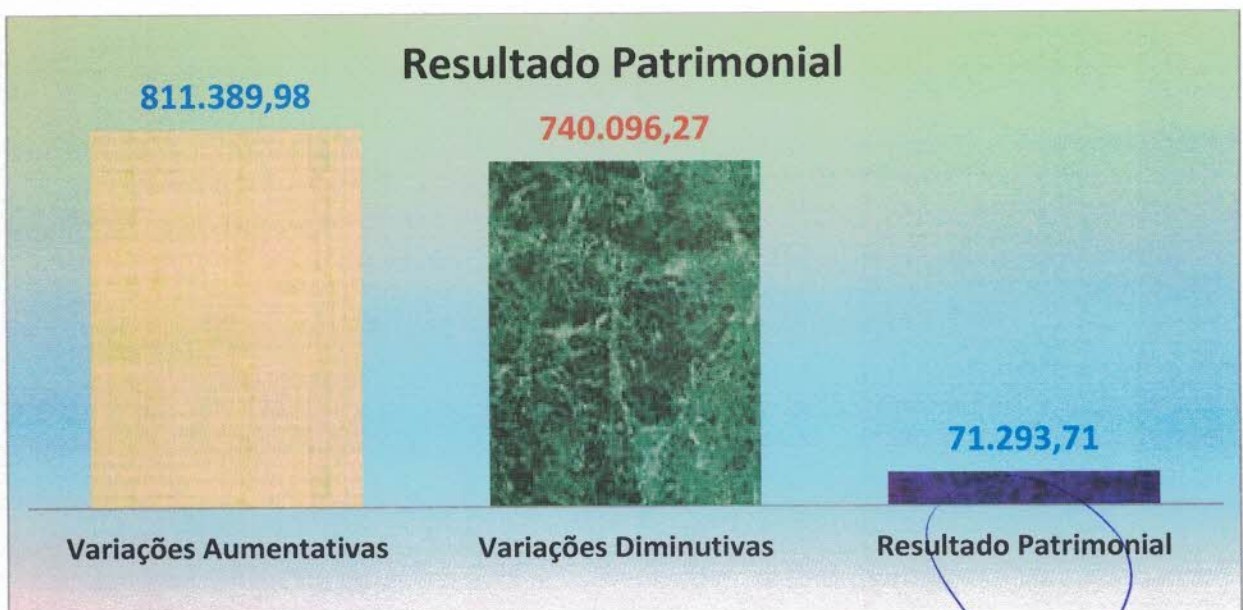 Resultado Patrimonial
811.389,98
740.096,27
71.293,71
Variações Aumentativas
Variações Diminutivas
Resultado Patrimonial